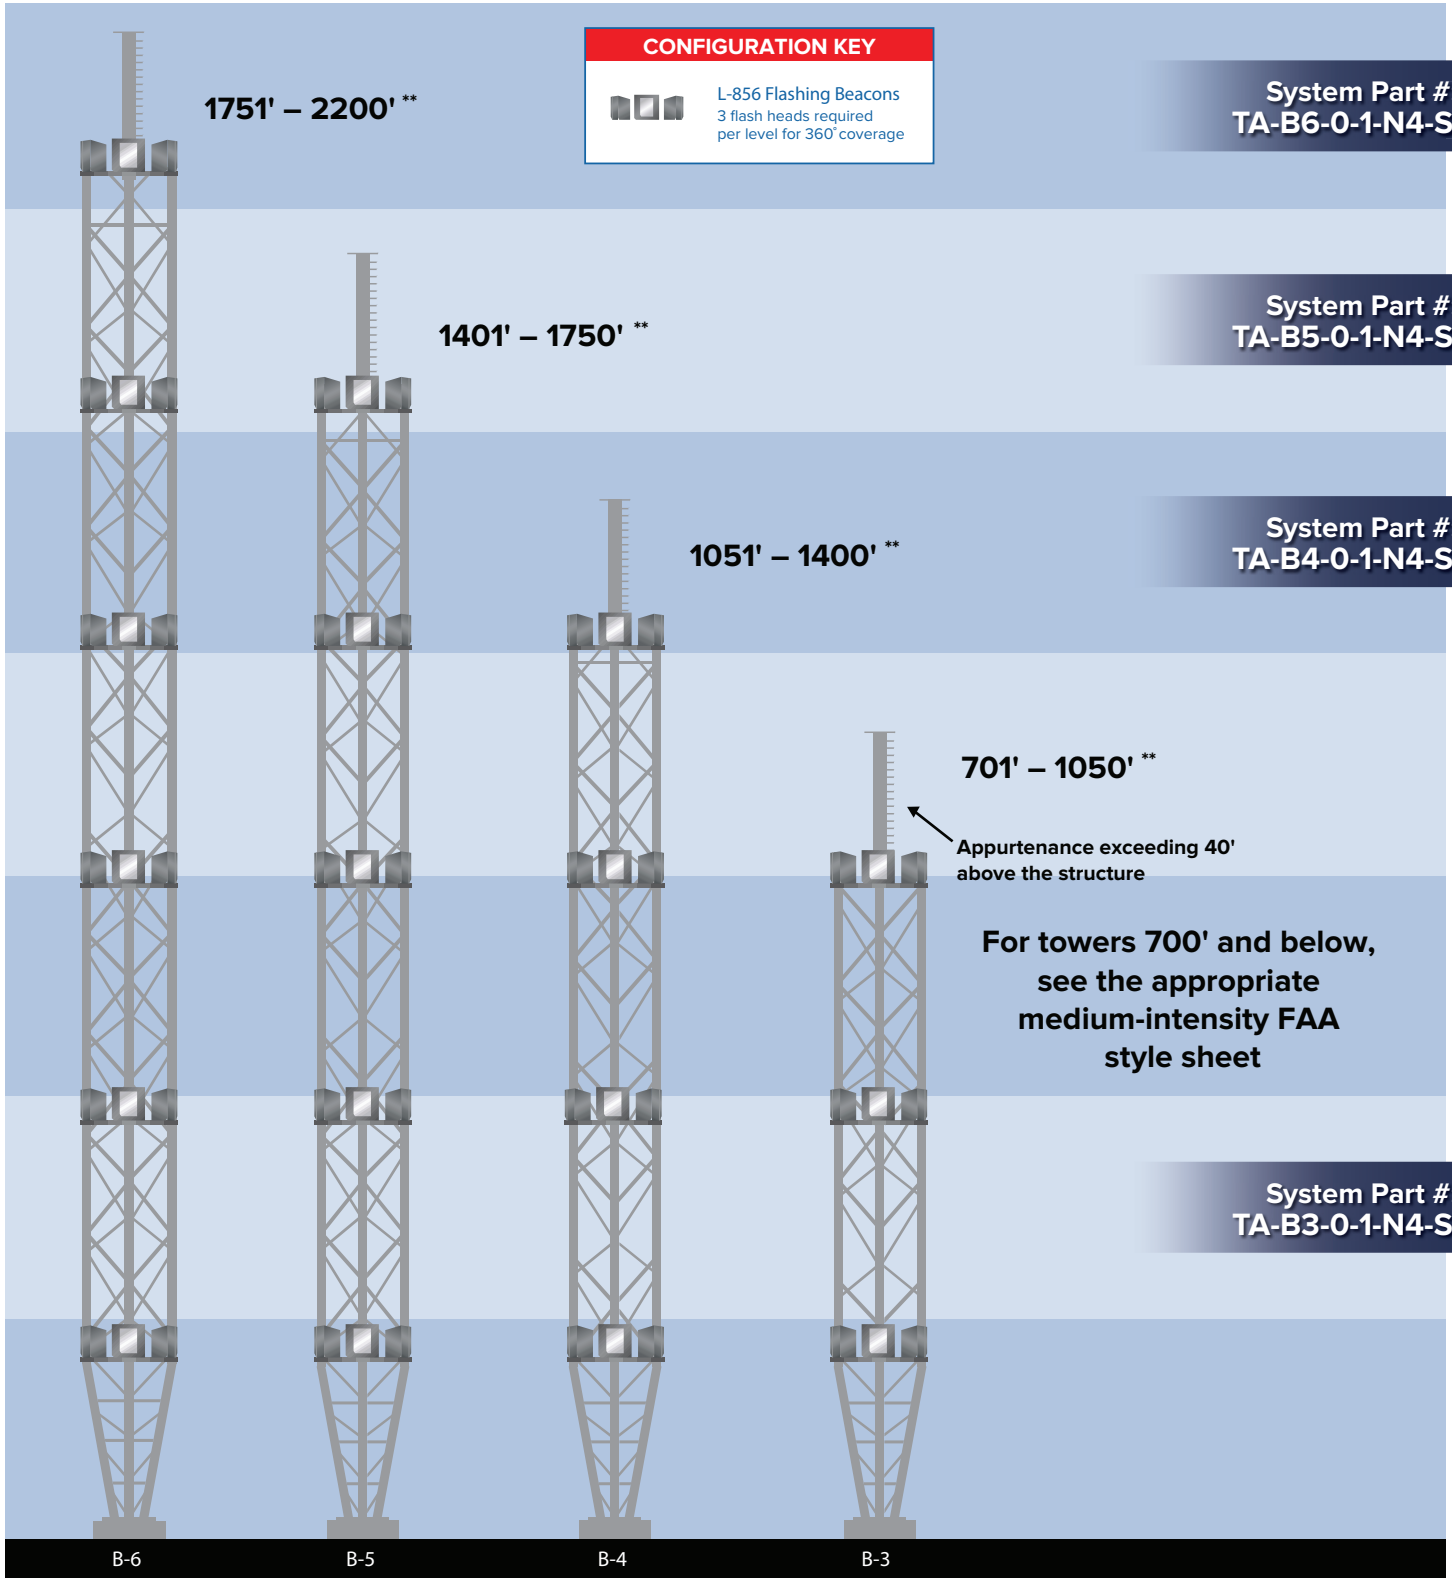 CONFIGURATION KEY
L-856 Flashing Beacons
3 flash heads required
per level for 360° coverage
1751' – 2200' **
System Part #
TA-B6-0-1-N4-S
1401' – 1750' **
System Part #
TA-B5-0-1-N4-S
1051' – 1400' **
System Part #
TA-B4-0-1-N4-S
701' – 1050' **
Appurtenance exceeding 40'
above the structure
For towers 700' and below,
see the appropriate
medium-intensity FAA
style sheet
System Part #
TA-B3-0-1-N4-S
B-6
B-5
B-4
B-3